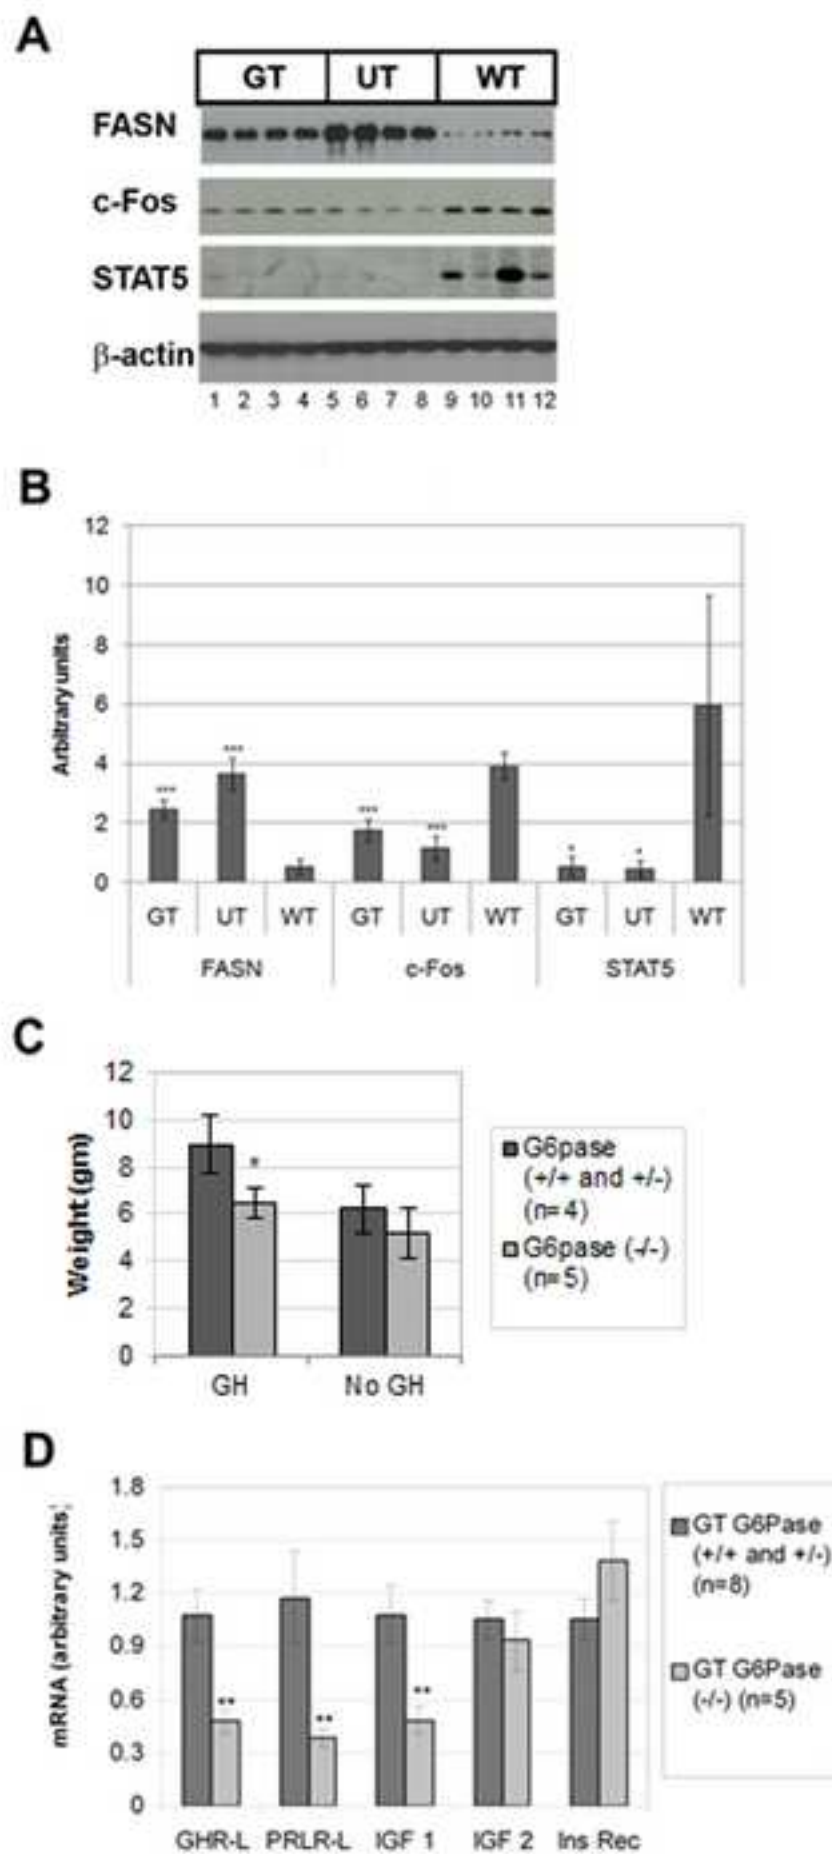 A
GT UT WT
FASN
c-Fos
STAT5
β-actin
1 2 3 4 5 6 7 8 9 10 11 12
B
12
10
8
6
4
2
0
Arbitrary units
*** *** *** *** * *
GT UT WT GT UT WT GT UT WT
FASN c-Fos STAT5
C
12
10
8
6
4
2
0
Weight (gm)
*
GH No GH
G6pase
(+/+ and +/-)
(n=4)
G6pase (-/-)
(n=5)
D
1.8
1.5
1.2
0.9
0.6
0.3
0
mRNA (arbitrary units)
** ** **
GHR-L PRLR-L IGF 1 IGF 2 Ins Rec
GT G6Pase
(+/+ and +/-)
(n=8)
GT G6Pase
(-/-) (n=5)